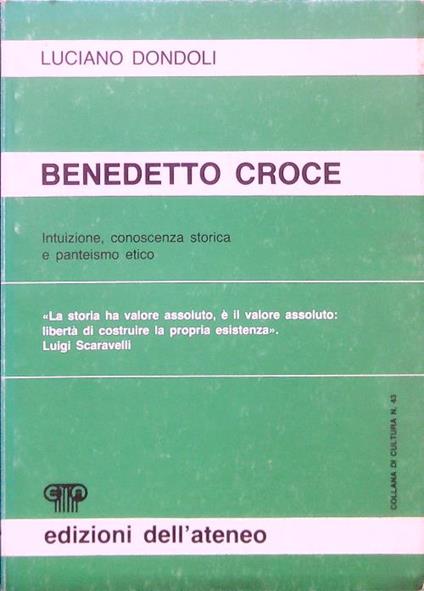 LUCIANO DONDOLI
BENEDETTO CROCE
Intuizione, conoscenza storica
e panteismo etico
«La storia ha valore assoluto, è il valore assoluto:
libertà di costruire la propria esistenza».
Luigi Scaravelli
COLLANA DI CULTURA N. 43
edizioni dell'ateneo